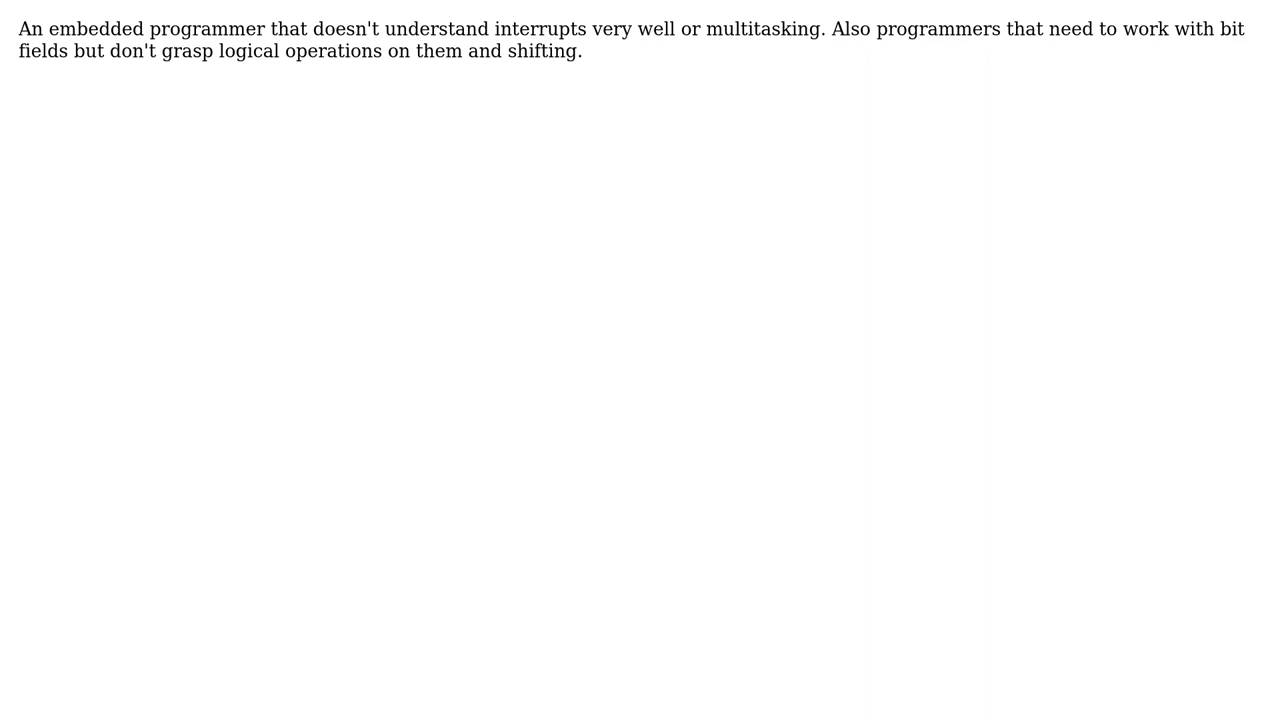 An embedded programmer that doesn't understand interrupts very well or multitasking. Also programmers that need to work with bit
fields but don't grasp logical operations on them and shifting.